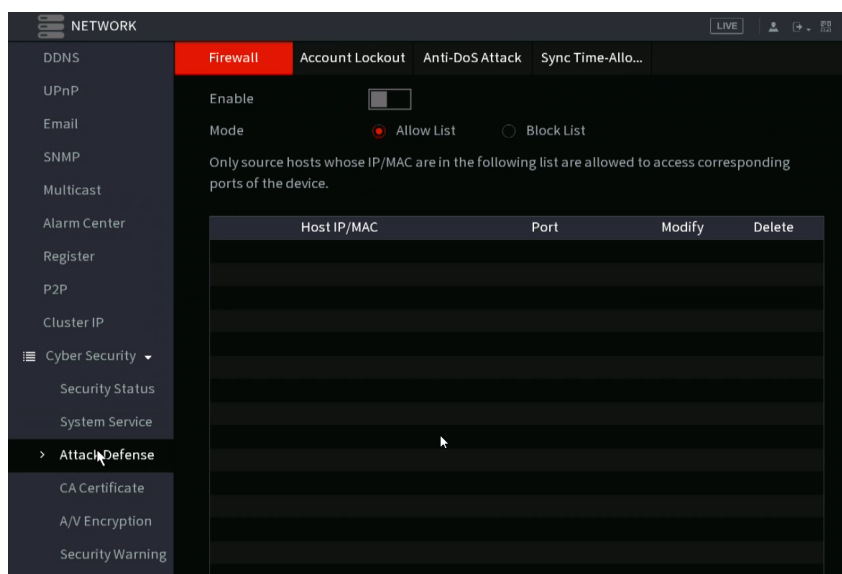 NETWORK
LIVE
DDNS
UPnP
Email
SNMP
Multicast
Alarm Center
Register
P2P
Cluster IP
Cyber Security
Security Status
System Service
Attack Defense
CA Certificate
A/V Encryption
Security Warning
Firewall Account Lockout Anti-DoS Attack Sync Time-Allo...
Enable
Mode Allow List Block List
Only source hosts whose IP/MAC are in the following list are allowed to access corresponding
ports of the device.
Host IP/MAC Port Modify Delete